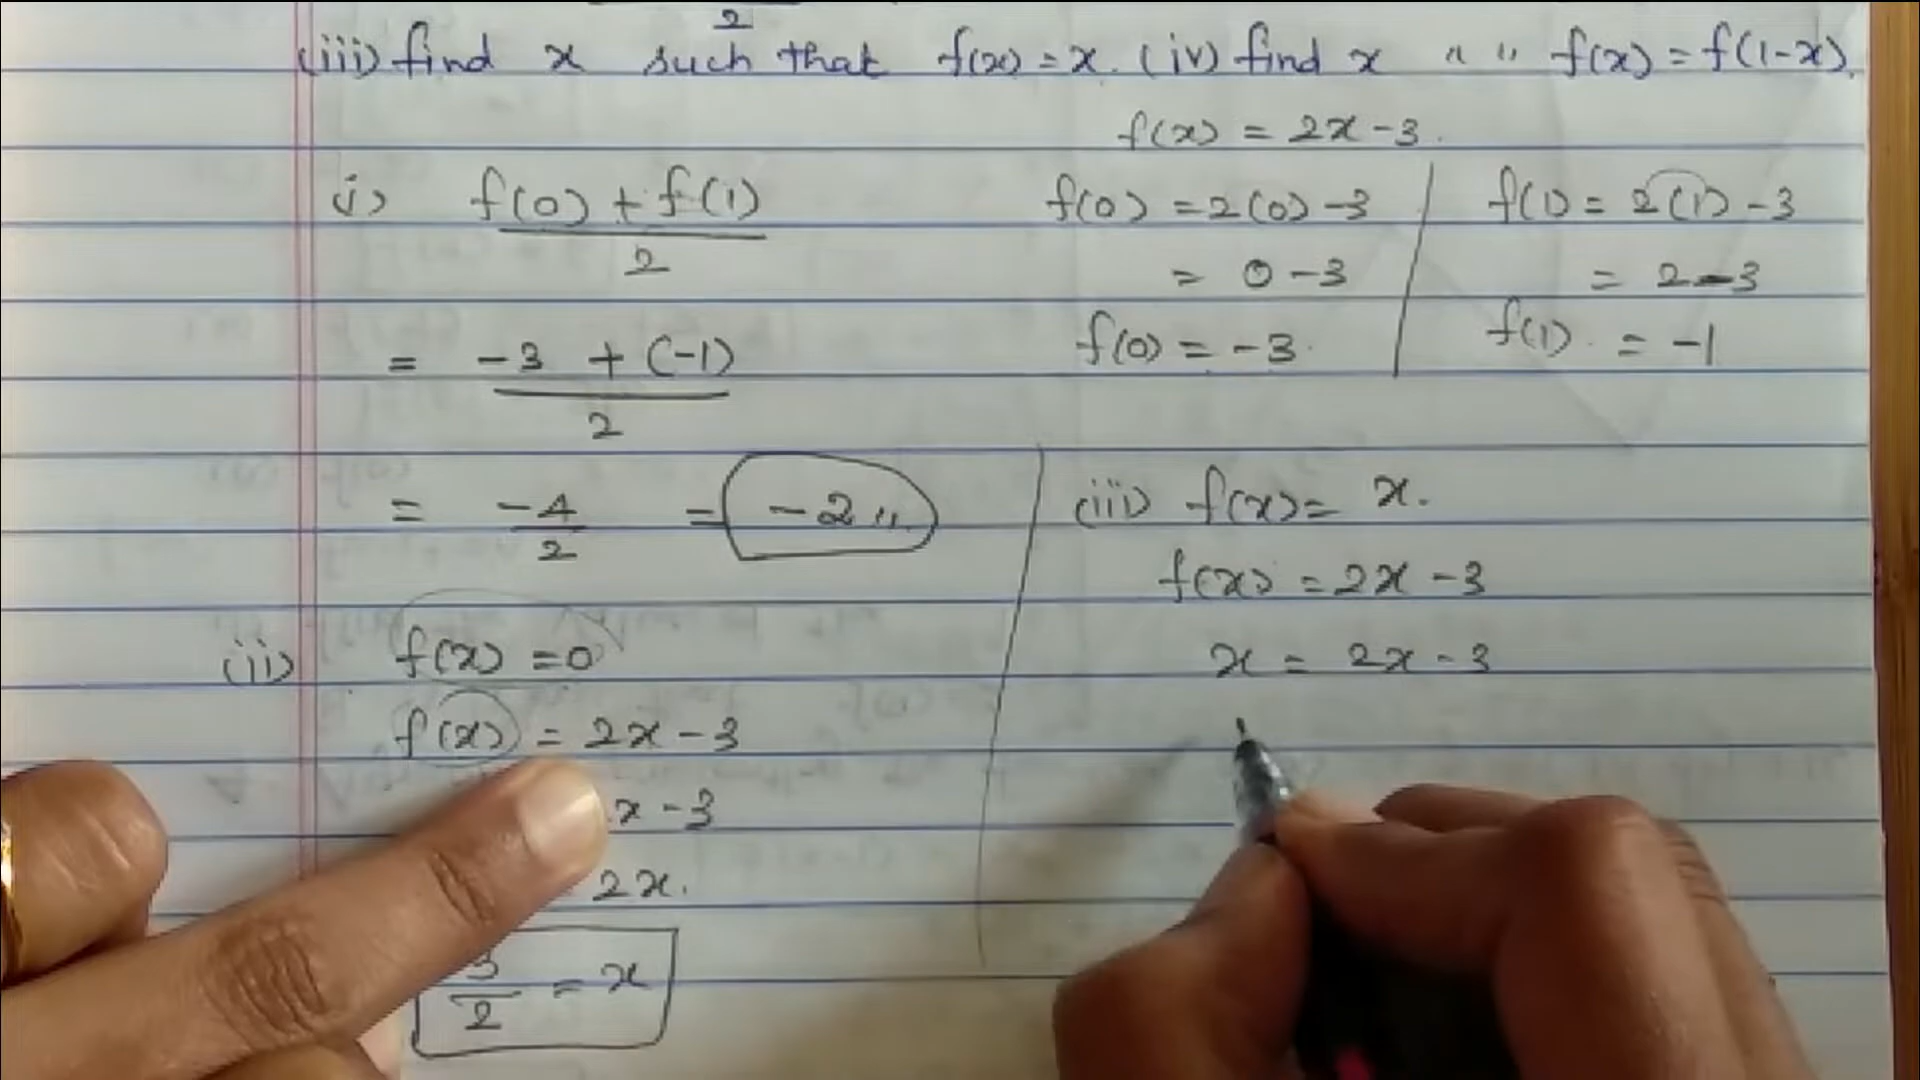 2
(iii) find x such that f(x) = x. (iv) find x " " f(x) = f(1-x).
f(x) = 2x - 3.
(i) f(0) + f(1)
2
= -3 + (-1)
2
= -4
2
= -2 ,,
f(0) = 2(0) - 3
= 0 - 3
f(0) = -3.
f(1) = 2(1) - 3
= 2 - 3
f(1) = -1
(ii) f(x) = 0
f(x) = 2x - 3
x - 3
2x.
3
2
= x
(iii) f(x) = x.
f(x) = 2x - 3
x = 2x - 3